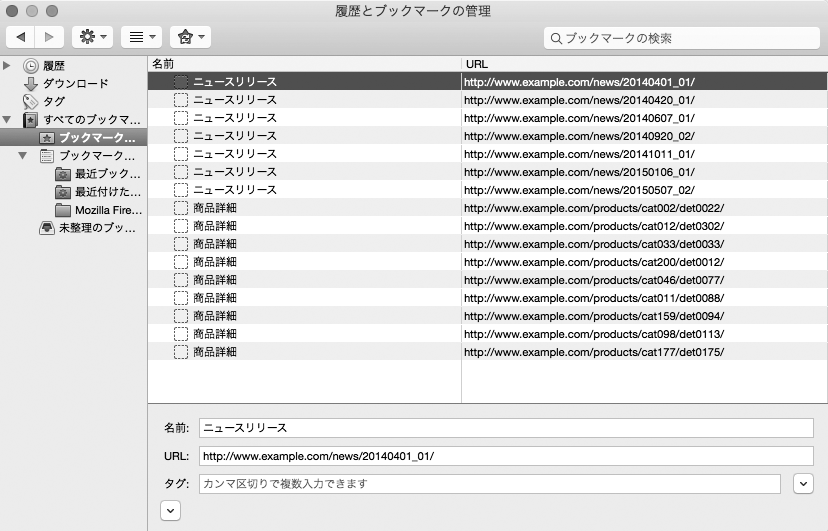 履歴とブックマークの管理
ブックマークの検索
履歴
ダウンロード
タグ
すべてのブックマ...
ブックマーク...
ブックマーク...
最近ブック...
最近付けた...
Mozilla Fire...
未整理のブッ...
名前 URL
ニュースリリース http://www.example.com/news/20140401_01/
ニュースリリース http://www.example.com/news/20140420_01/
ニュースリリース http://www.example.com/news/20140607_01/
ニュースリリース http://www.example.com/news/20140920_02/
ニュースリリース http://www.example.com/news/20141011_01/
ニュースリリース http://www.example.com/news/20150106_01/
ニュースリリース http://www.example.com/news/20150507_02/
商品詳細 http://www.example.com/products/cat002/det0022/
商品詳細 http://www.example.com/products/cat012/det0302/
商品詳細 http://www.example.com/products/cat033/det0033/
商品詳細 http://www.example.com/products/cat200/det0012/
商品詳細 http://www.example.com/products/cat046/det0077/
商品詳細 http://www.example.com/products/cat011/det0088/
商品詳細 http://www.example.com/products/cat159/det0094/
商品詳細 http://www.example.com/products/cat098/det0113/
商品詳細 http://www.example.com/products/cat177/det0175/
名前: ニュースリリース
URL: http://www.example.com/news/20140401_01/
タグ: カンマ区切りで複数入力できます